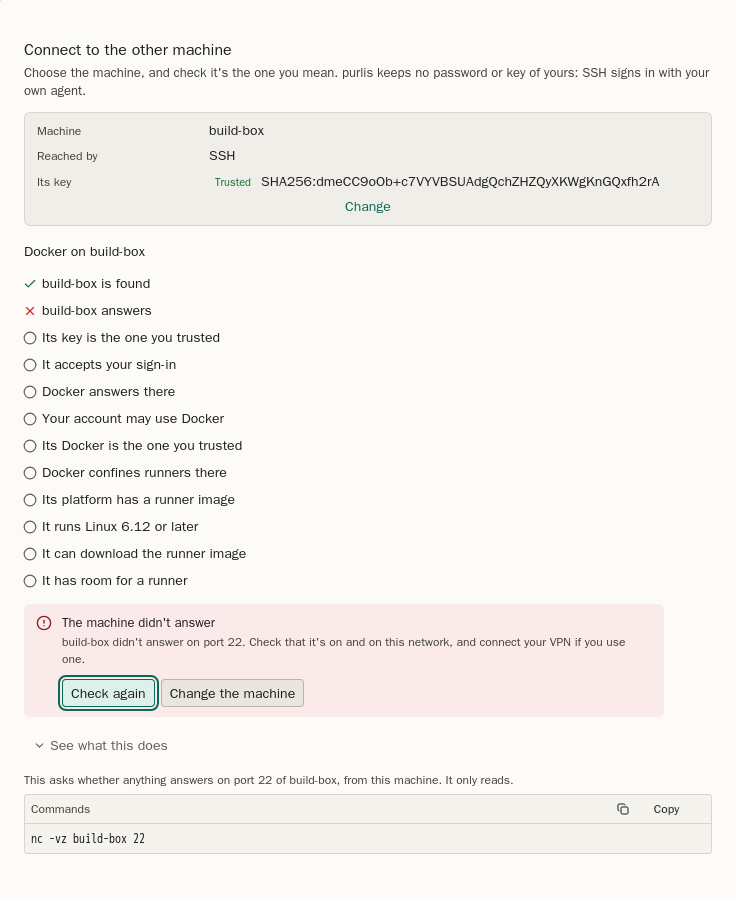 Connect to the other machine
Choose the machine, and check it's the one you mean. purlis keeps no password or key of yours: SSH signs in with your
own agent.
Machine build-box
Reached by SSH
Its key Trusted SHA256:dmeCC9oOb+c7VYVBSUAdgQchZHZQyXKWgKnGQxfh2rA
Change
Docker on build-box
build-box is found
build-box answers
Its key is the one you trusted
It accepts your sign-in
Docker answers there
Your account may use Docker
Its Docker is the one you trusted
Docker confines runners there
Its platform has a runner image
It runs Linux 6.12 or later
It can download the runner image
It has room for a runner
The machine didn't answer
build-box didn't answer on port 22. Check that it's on and on this network, and connect your VPN if you use
one.
Check again Change the machine
See what this does
This asks whether anything answers on port 22 of build-box, from this machine. It only reads.
Commands Copy
nc -vz build-box 22